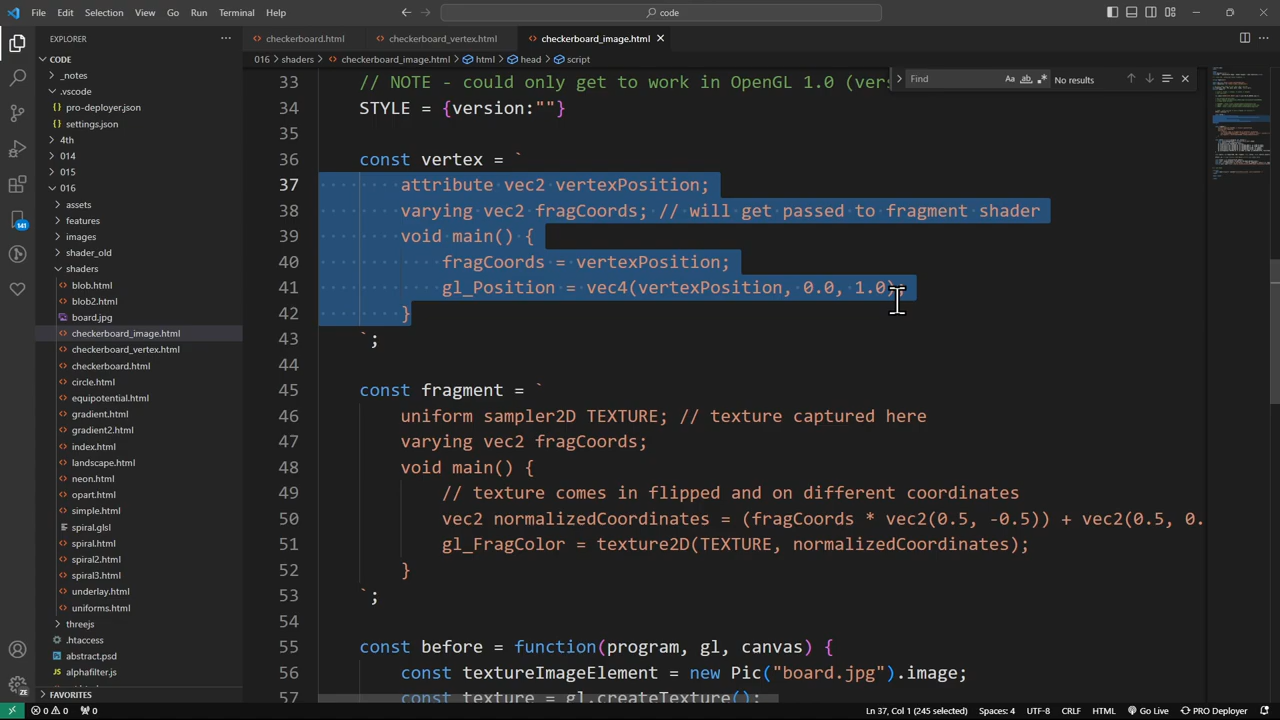 File Edit Selection View Go Run Terminal Help
code
EXPLORER
checkerboard.html
checkerboard_vertex.html
checkerboard_image.html
CODE
016 > shaders > checkerboard_image.html > html > head > script
Find
Aa ab .*
No results
_notes
.vscode
pro-deployer.json
settings.json
4th
014
015
016
assets
features
images
shader_old
shaders
blob.html
blob2.html
board.jpg
checkerboard_image.html
checkerboard_vertex.html
checkerboard.html
circle.html
equipotential.html
gradient.html
gradient2.html
index.html
landscape.html
neon.html
opart.html
simple.html
spiral.glsl
spiral.html
spiral2.html
spiral3.html
underlay.html
uniforms.html
threejs
.htaccess
abstract.psd
alphafilter.js
FAVORITES
141
ZE
33 // NOTE - could only get to work in OpenGL 1.0 (vers
34 STYLE = {version:""}
35
36 const vertex = `
37 attribute vec2 vertexPosition;
38 varying vec2 fragCoords; // will get passed to fragment shader
39 void main() {
40 fragCoords = vertexPosition;
41 gl_Position = vec4(vertexPosition, 0.0, 1.0);
42 }
43 `;
44
45 const fragment = `
46 uniform sampler2D TEXTURE; // texture captured here
47 varying vec2 fragCoords;
48 void main() {
49 // texture comes in flipped and on different coordinates
50 vec2 normalizedCoordinates = (fragCoords * vec2(0.5, -0.5)) + vec2(0.5, 0.
51 gl_FragColor = texture2D(TEXTURE, normalizedCoordinates);
52 }
53 `;
54
55 const before = function(program, gl, canvas) {
56 const textureImageElement = new Pic("board.jpg").image;
57 const texture = gl.createTexture();
0 0 0
Ln 37, Col 1 (245 selected) Spaces: 4 UTF-8 CRLF HTML Go Live PRO Deployer